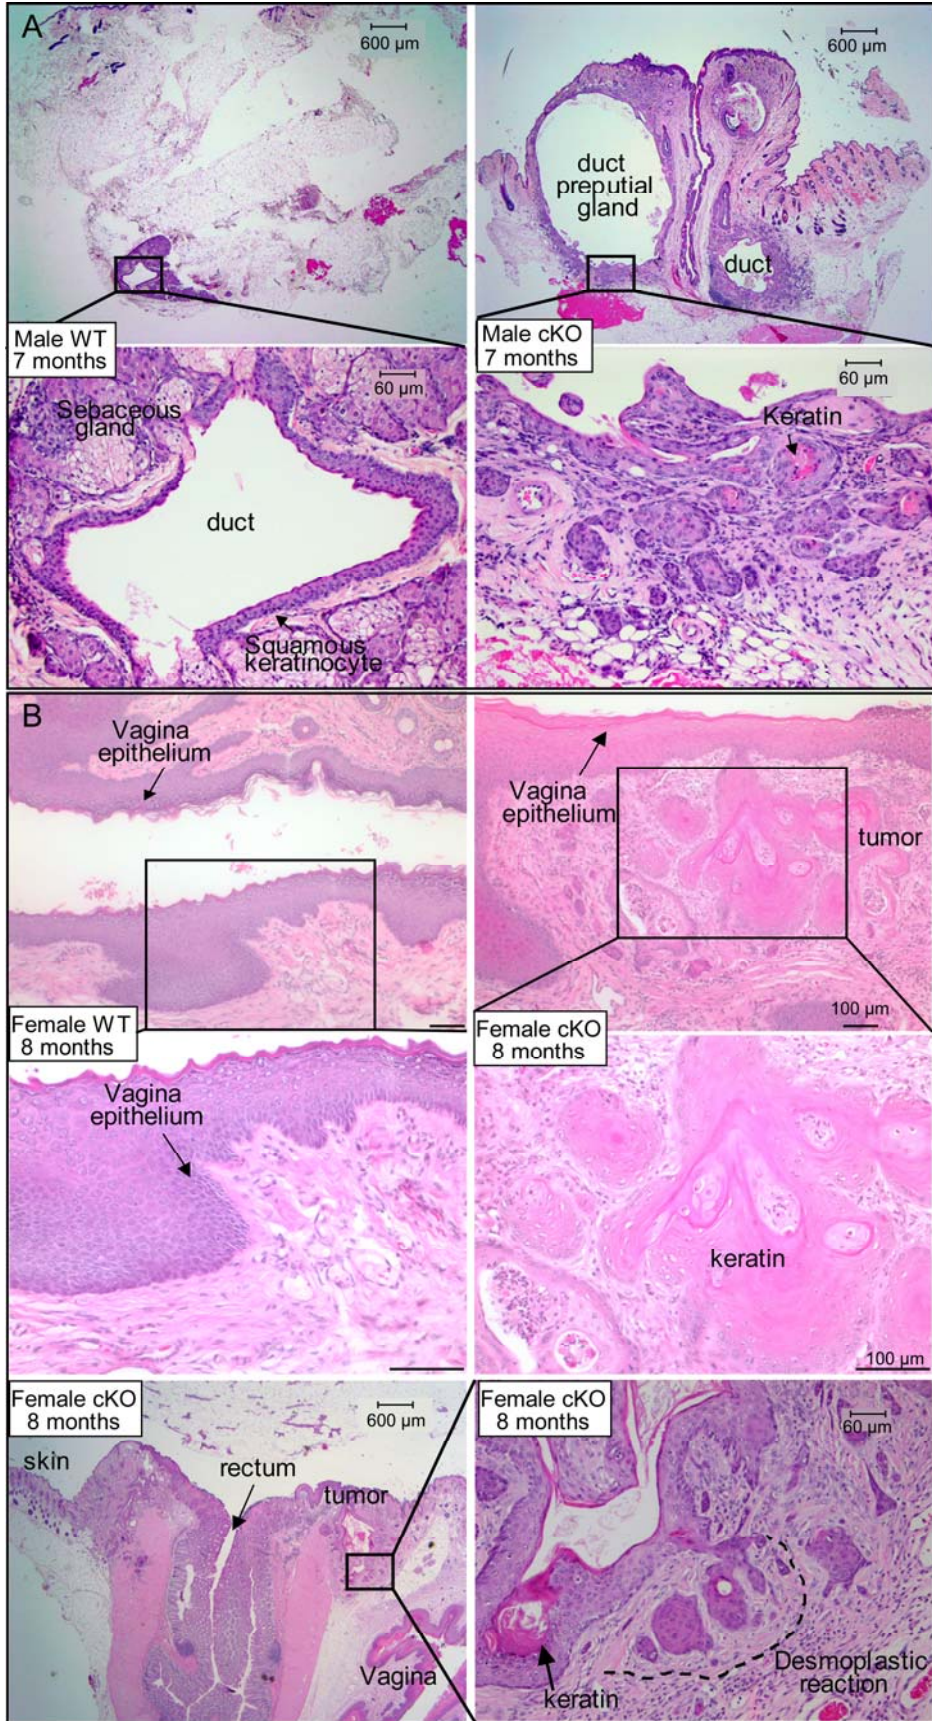 A
600 µm
600 µm
duct
preputial
gland
duct
Male WT
7 months
Male cKO
7 months
60 µm
60 µm
Sebaceous
gland
Keratin
duct
Squamous
keratinocyte
B
Vagina
epithelium
Vagina
epithelium
tumor
Female WT
8 months
100 µm
Female cKO
8 months
Vagina
epithelium
keratin
100 µm
Female cKO
8 months
600 µm
Female cKO
8 months
60 µm
skin
rectum
tumor
Vagina
keratin
Desmoplastic
reaction